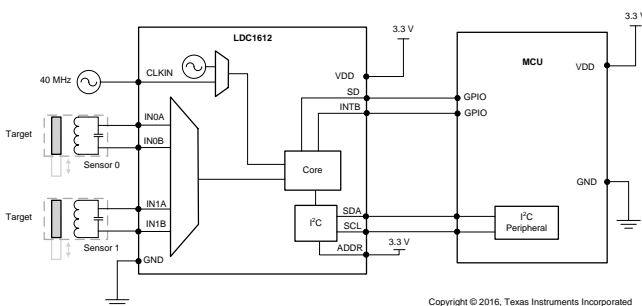 3.3 V
LDC1612
3.3 V
MCU
VDD
40 MHz
CLKIN
VDD
SD
GPIO
INTB
GPIO
IN0A
Target
IN0B
Sensor 0
Core
GND
IN1A
Target
IN1B
Sensor 1
I²C
SDA
SCL
I²C
Peripheral
3.3 V
ADDR
GND
Copyright © 2016, Texas Instruments Incorporated